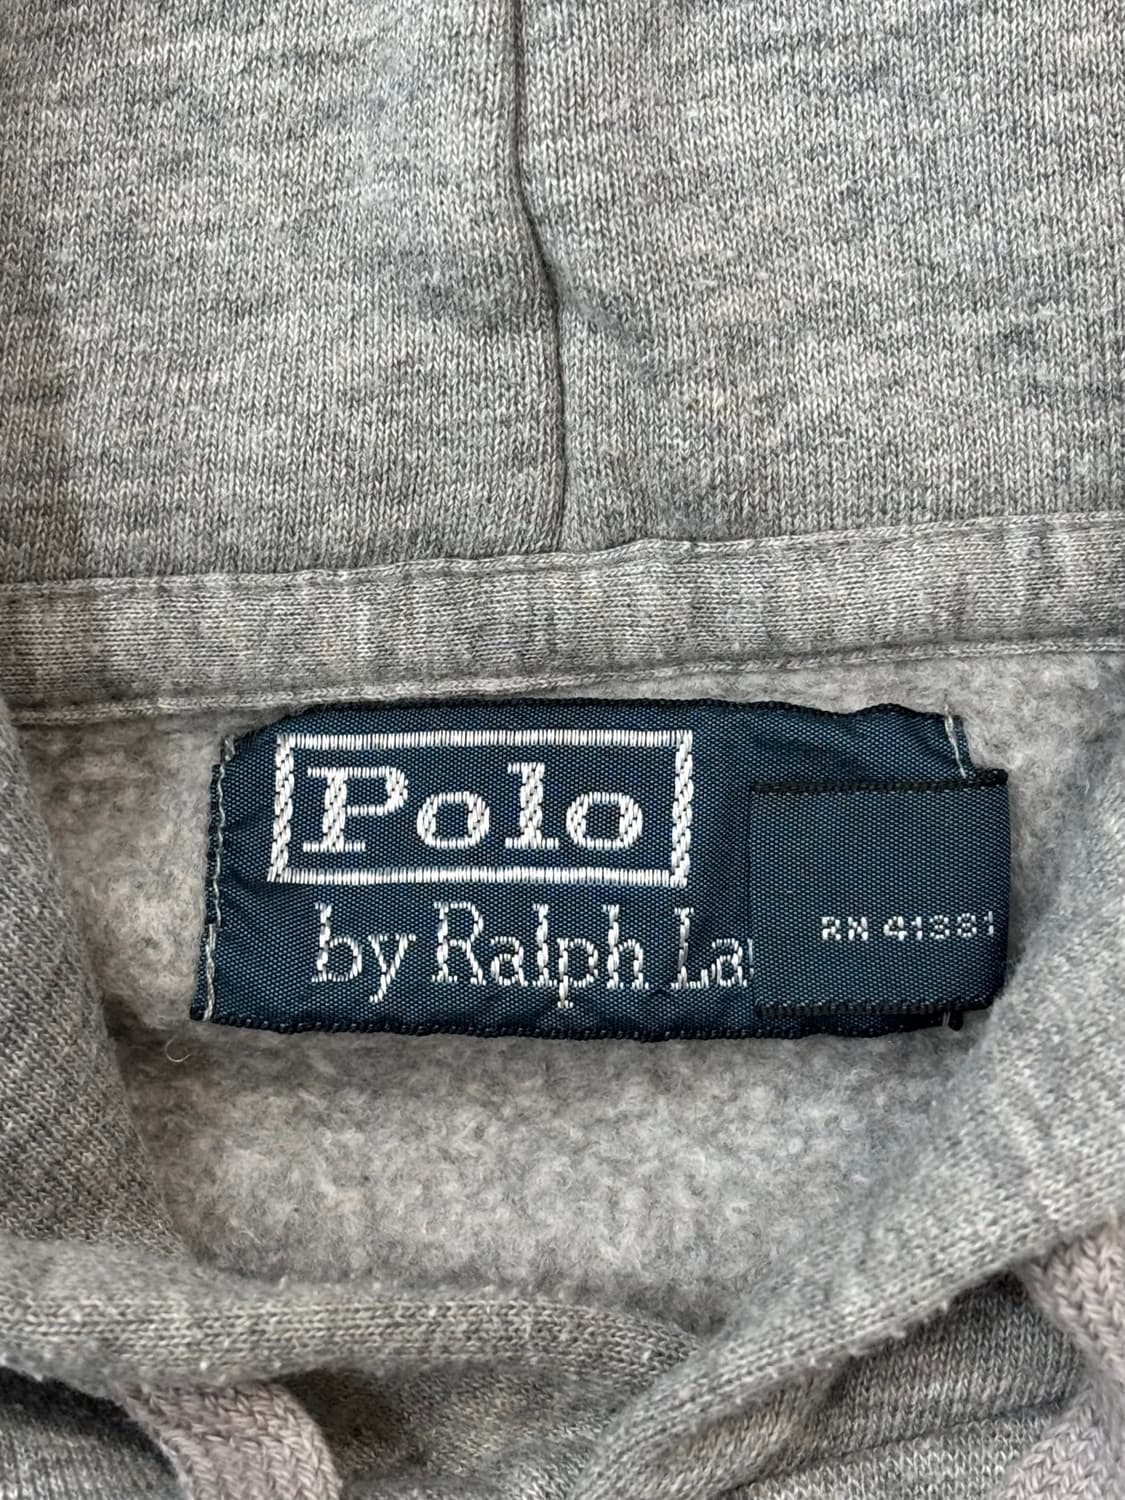 Polo
by Ralph La
RN 41381